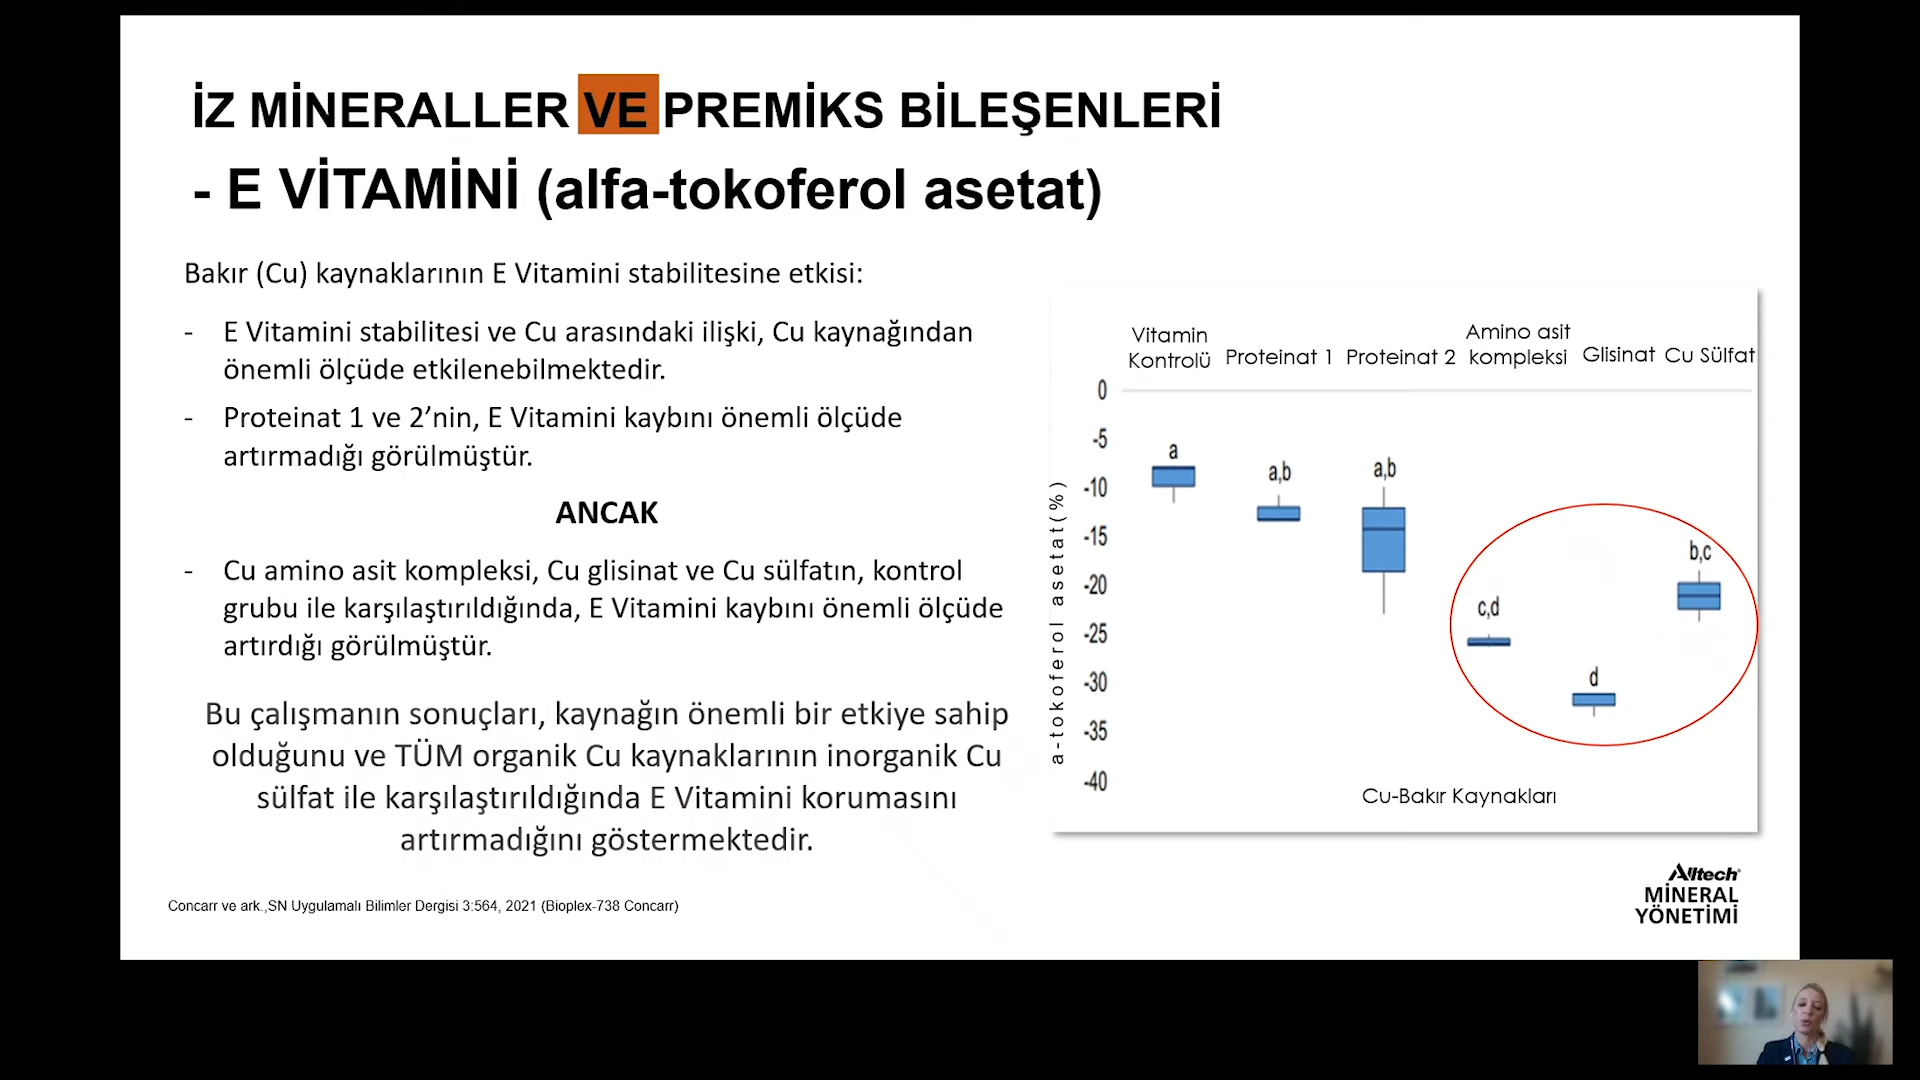 İZ MİNERALLER VE PREMİKS BİLEŞENLERİ
- E VİTAMİNİ (alfa-tokoferol asetat)
Bakır (Cu) kaynaklarının E Vitamini stabilitesine etkisi:
- E Vitamini stabilitesi ve Cu arasındaki ilişki, Cu kaynağından
önemli ölçüde etkilenebilmektedir.
- Proteinat 1 ve 2’nin, E Vitamini kaybını önemli ölçüde
artırmadığı görülmüştür.
ANCAK
- Cu amino asit kompleksi, Cu glisinat ve Cu sülfatın, kontrol
grubu ile karşılaştırıldığında, E Vitamini kaybını önemli ölçüde
artırdığı görülmüştür.
Bu çalışmanın sonuçları, kaynağın önemli bir etkiye sahip
olduğunu ve TÜM organik Cu kaynaklarının inorganik Cu
sülfat ile karşılaştırıldığında E Vitamini korumasını
artırmadığını göstermektedir.
Concarr ve ark.,SN Uygulamalı Bilimler Dergisi 3:564, 2021 (Bioplex-738 Concarr)
Vitamin
Kontrolü
Proteinat 1
Proteinat 2
Amino asit
kompleksi
Glisinat
Cu Sülfat
0
-5
-10
-15
-20
-25
-30
-35
-40
a-tokoferol asetat(%)
a
a,b
a,b
c,d
d
b,c
Cu-Bakır Kaynakları
Alltech
MİNERAL
YÖNETİMİ